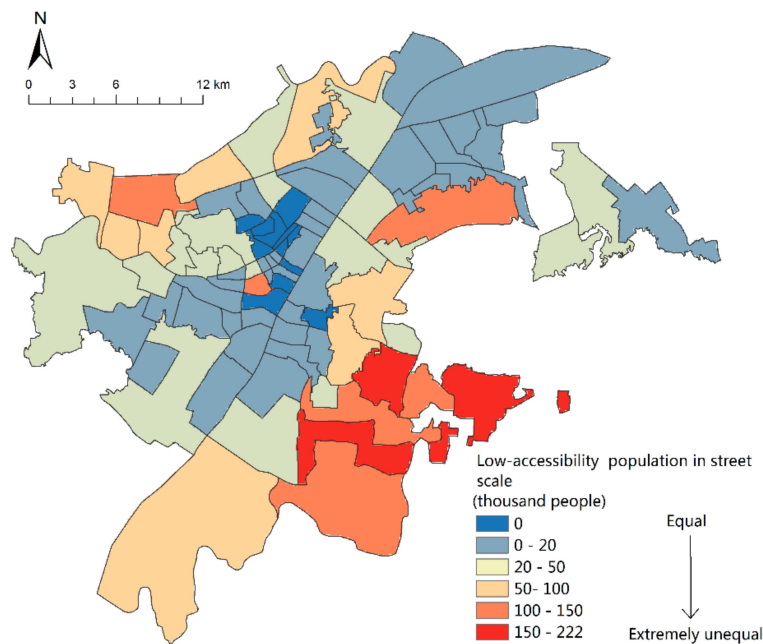 N
0 3 6 12 km
Low-accessibility population in street
scale
(thousand people)
0
0 - 20
20 - 50
50- 100
100 - 150
150 - 222
Equal
Extremely unequal